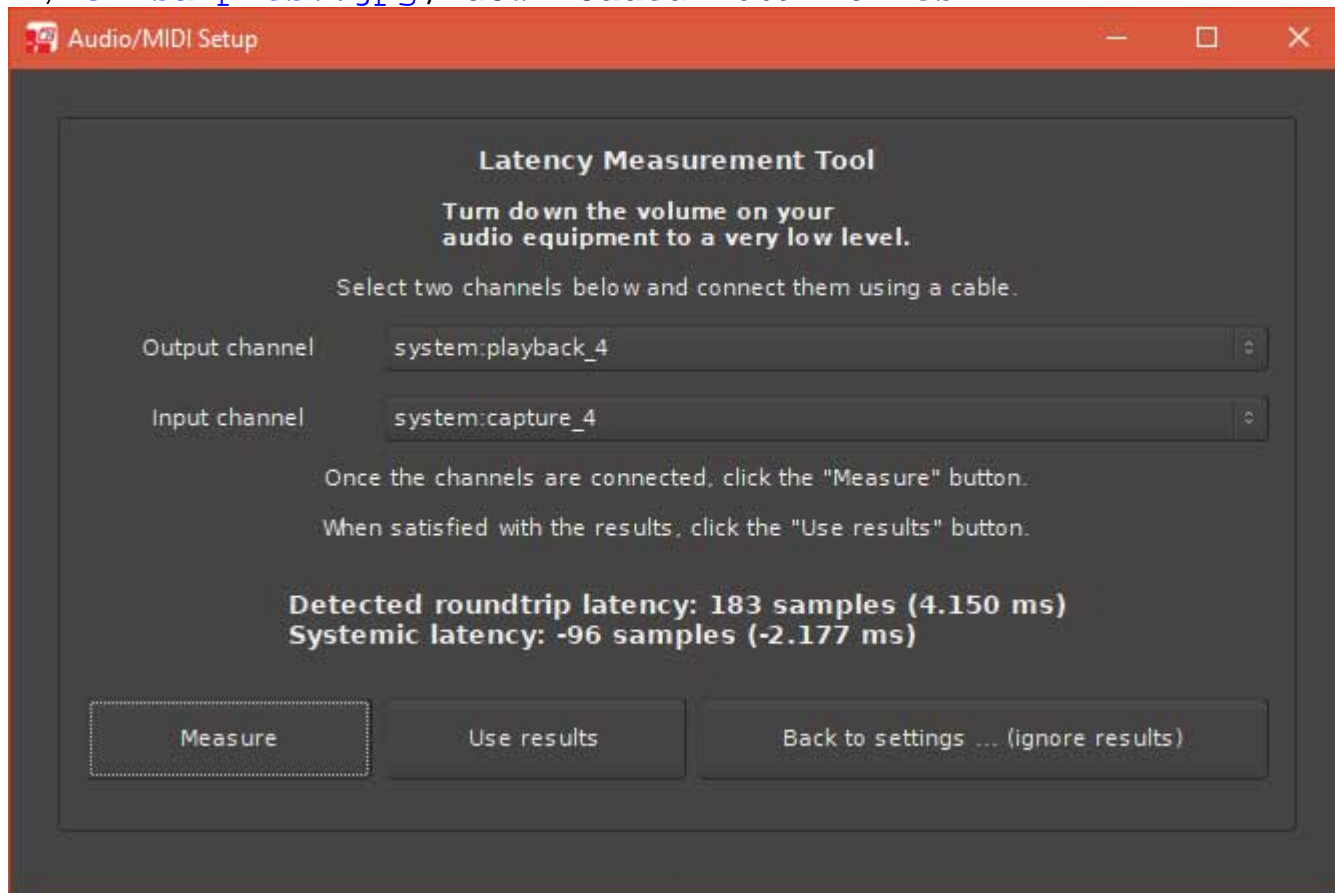 Audio/MIDI Setup
Latency Measurement Tool
Turn down the volume on your
audio equipment to a very low level.
Select two channels below and connect them using a cable.
Output channel system:playback_4
Input channel system:capture_4
Once the channels are connected, click the "Measure" button.
When satisfied with the results, click the "Use results" button.
Detected roundtrip latency: 183 samples (4.150 ms)
Systemic latency: -96 samples (-2.177 ms)
Measure Use results Back to settings ... (ignore results)